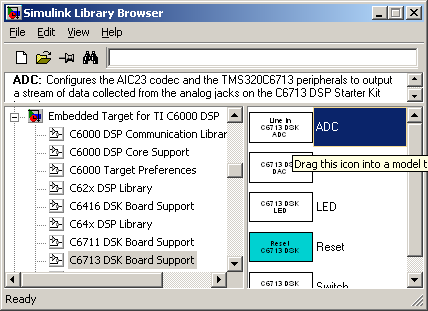 Simulink Library Browser
File Edit View Help
ADC: Configures the AIC23 codec and the TMS320C6713 peripherals to output
a stream of data collected from the analog jacks on the C6713 DSP Starter Kit
Embedded Target for TI C6000 DSP
C6000 DSP Communication Librar
C6000 DSP Core Support
C6000 Target Preferences
C62x DSP Library
C6416 DSK Board Support
C64x DSP Library
C6711 DSK Board Support
C6713 DSK Board Support
Line In
C6713 DSK
ADC
ADC
C6713 DSK
DAC
Drag this icon into a model t
C6713 DSK
LED
LED
Reset
C6713 DSK
Reset
C6713 DSK
Switch
Ready